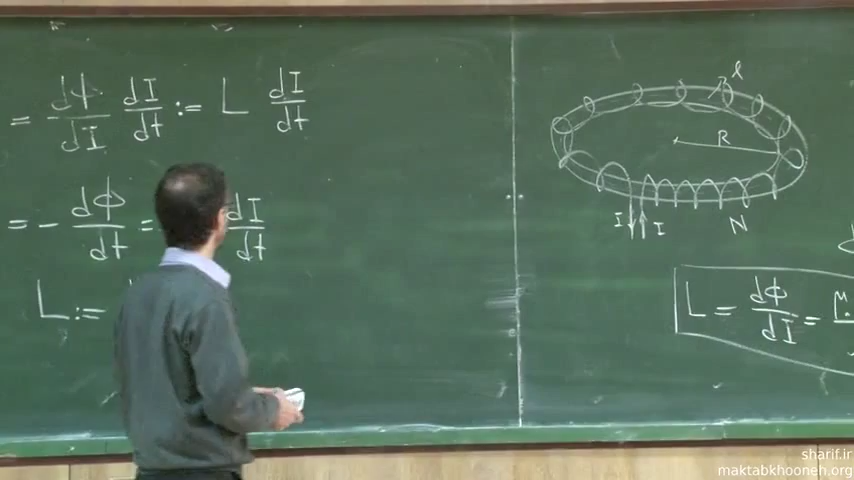 = dΦ/dI dI/dt := L dI/dt
= - dΦ/dt = dI/dt
L :=
l
R
I I N
L = dΦ/dI = μ.
sharif.ir
maktabkhooneh.org